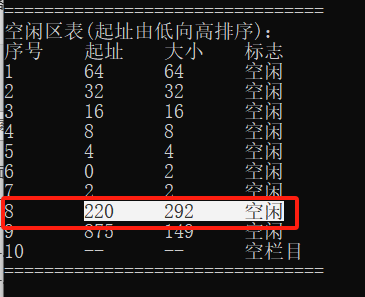 ================================
空闲区表(起址由低向高排序):
序号 起址 大小 标志
1 64 64 空闲
2 32 32 空闲
3 16 16 空闲
4 8 8 空闲
5 4 4 空闲
6 0 2 空闲
7 2 2 空闲
8 220 292 空闲
9 875 149 空闲
10 -- -- 空栏目
================================